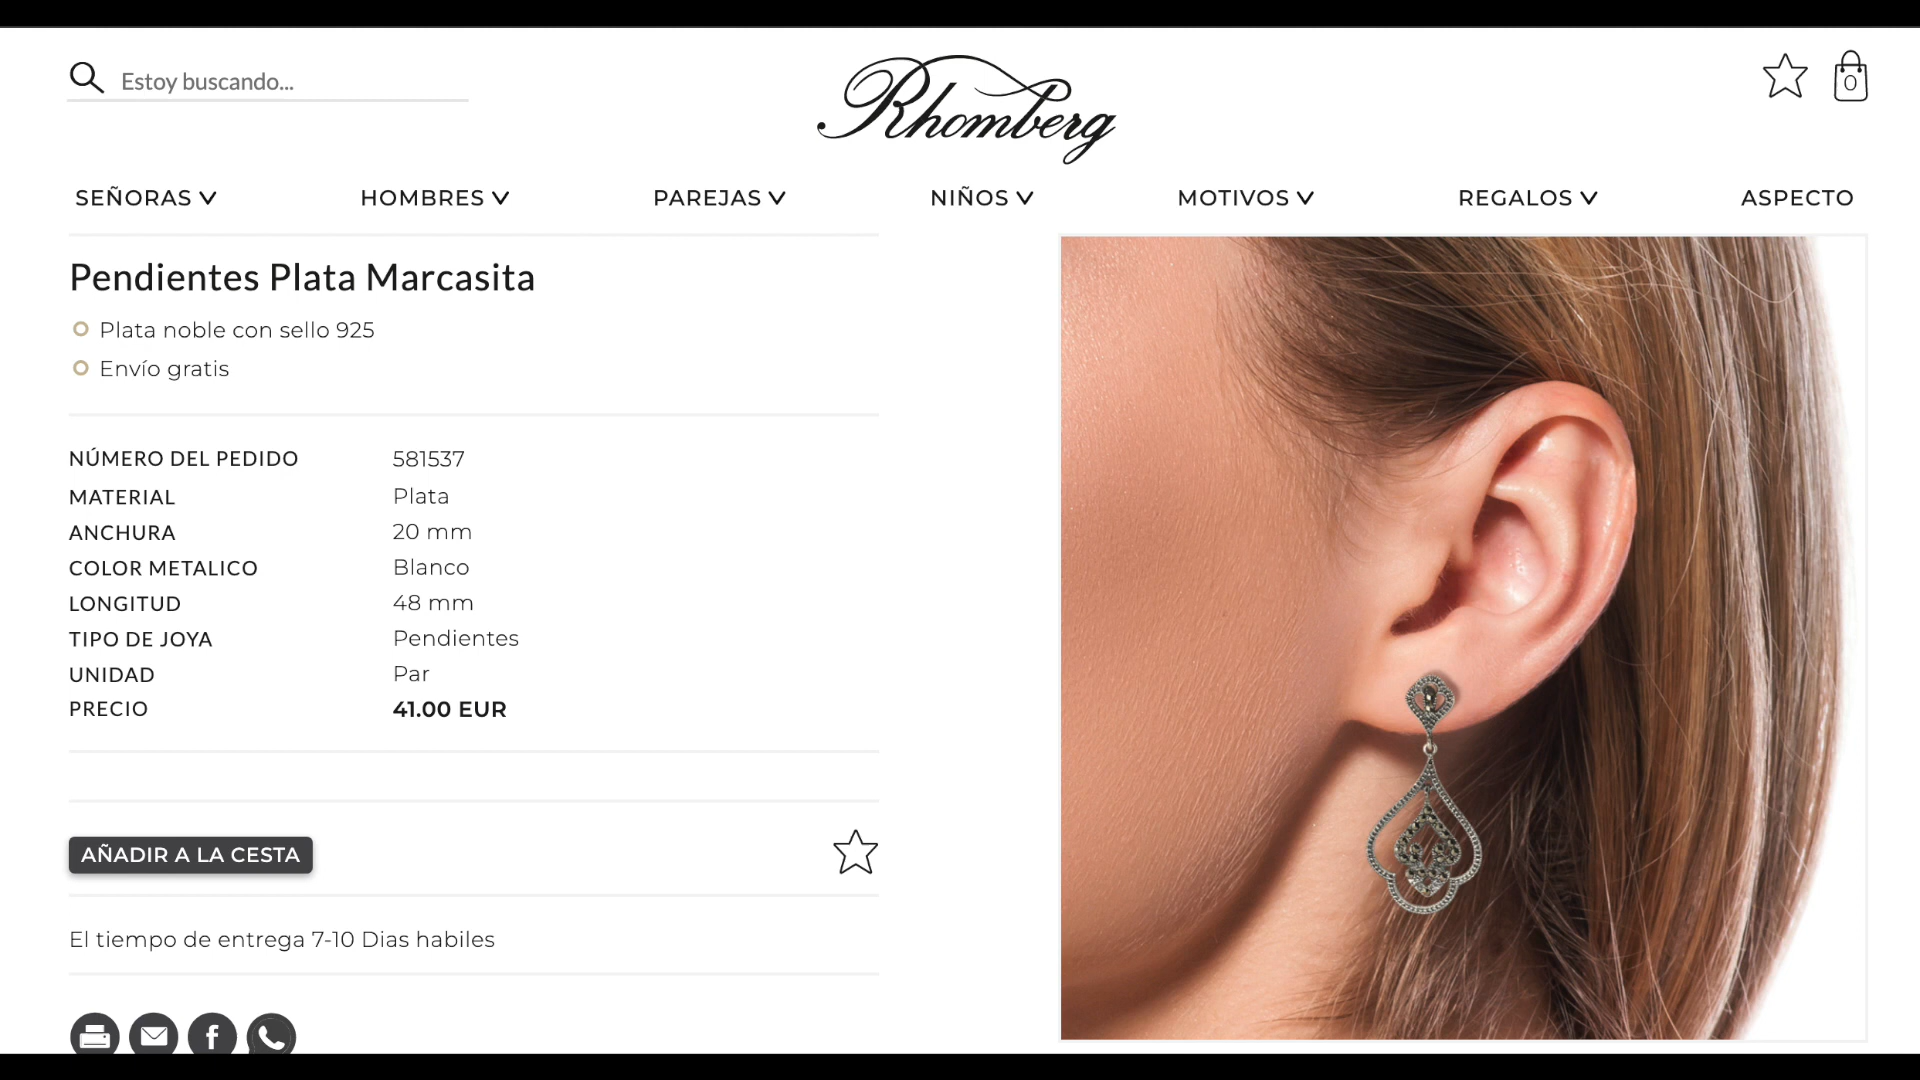 Estoy buscando...
Rhomberg
0
SEÑORAS HOMBRES PAREJAS NIÑOS MOTIVOS REGALOS ASPECTO
Pendientes Plata Marcasita
Plata noble con sello 925
Envío gratis
NÚMERO DEL PEDIDO 581537
MATERIAL Plata
ANCHURA 20 mm
COLOR METALICO Blanco
LONGITUD 48 mm
TIPO DE JOYA Pendientes
UNIDAD Par
PRECIO 41.00 EUR
AÑADIR A LA CESTA
El tiempo de entrega 7-10 Dias habiles